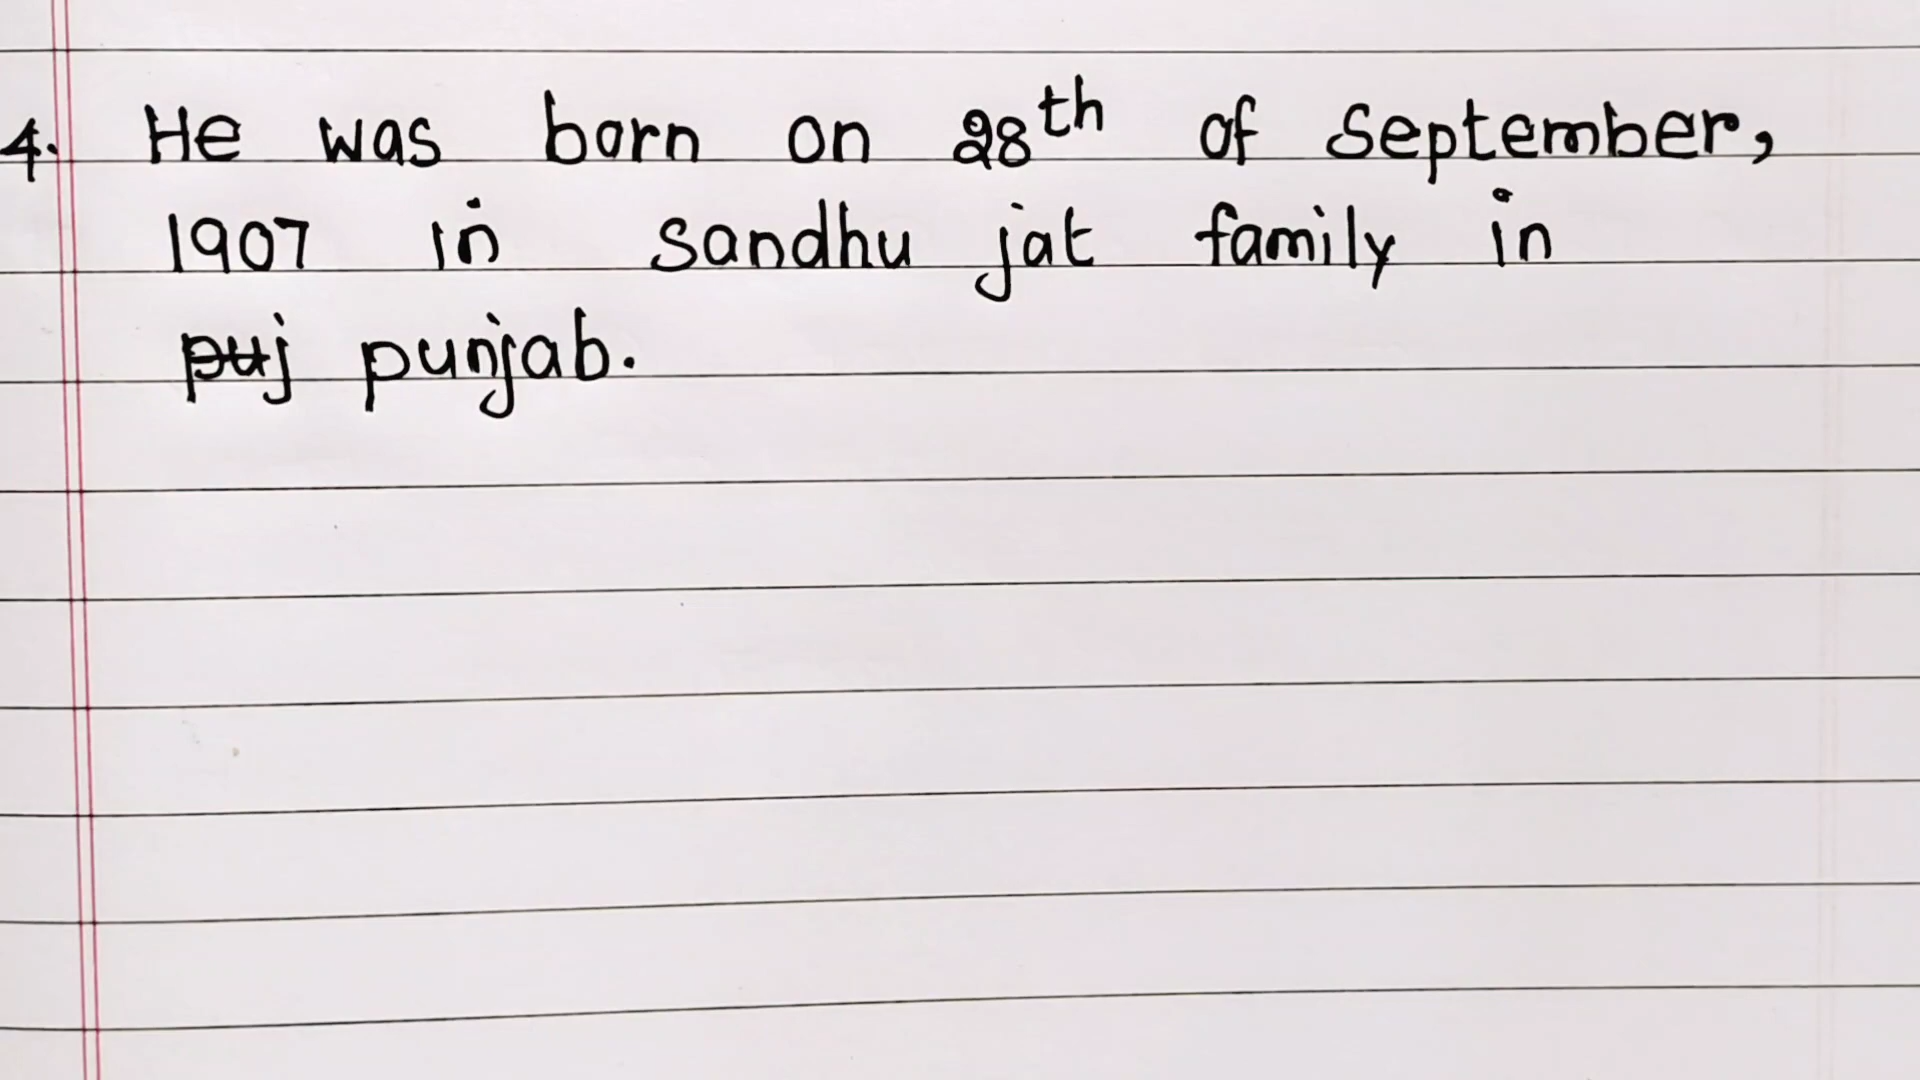 4. He was born on 28th of September,
1907 in Sandhu jat family in
puj punjab.